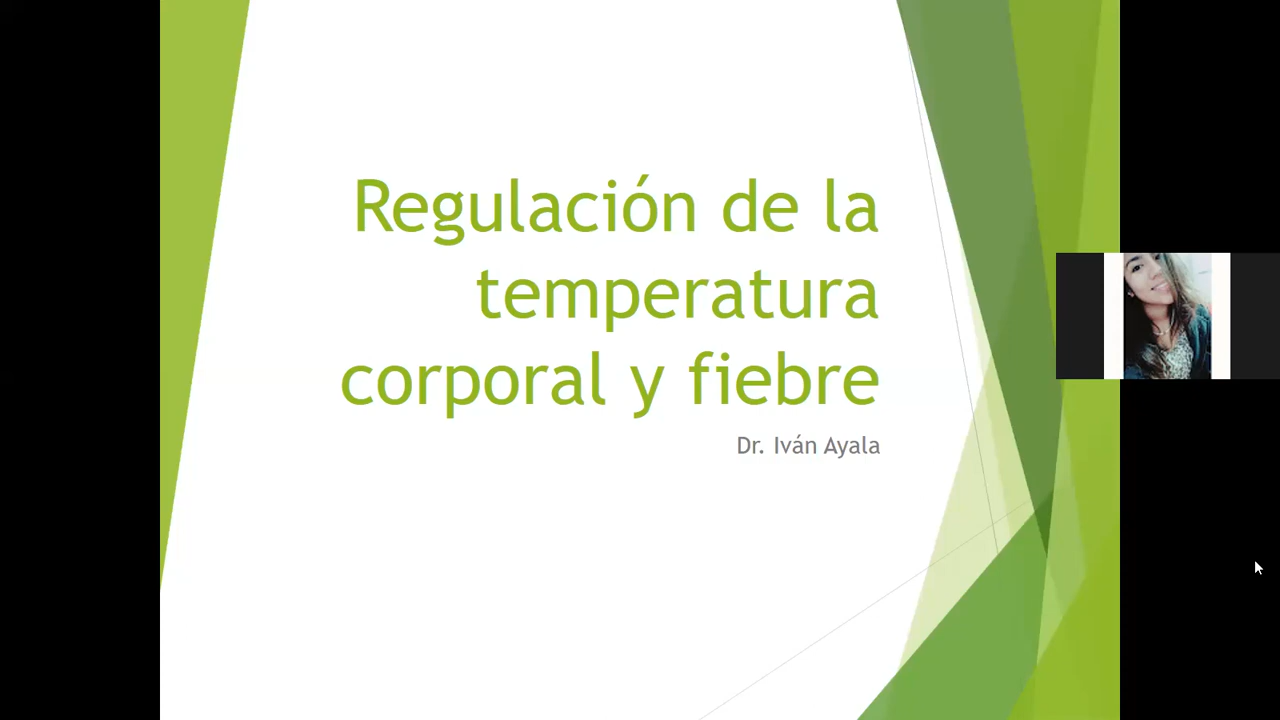 Regulación de la
temperatura
corporal y fiebre
Dr. Iván Ayala